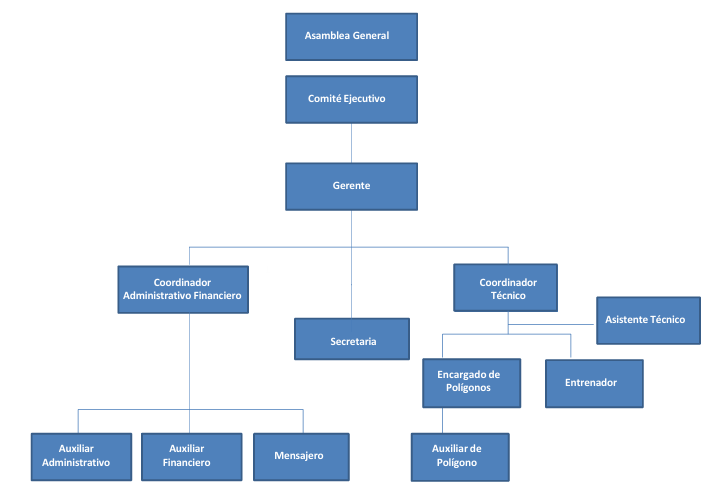 Asamblea General
Comité Ejecutivo
Gerente
Coordinador
Administrativo Financiero
Coordinador
Técnico
Asistente Técnico
Secretaria
Encargado de
Polígonos
Entrenador
Auxiliar
Administrativo
Auxiliar
Financiero
Mensajero
Auxiliar de
Polígono